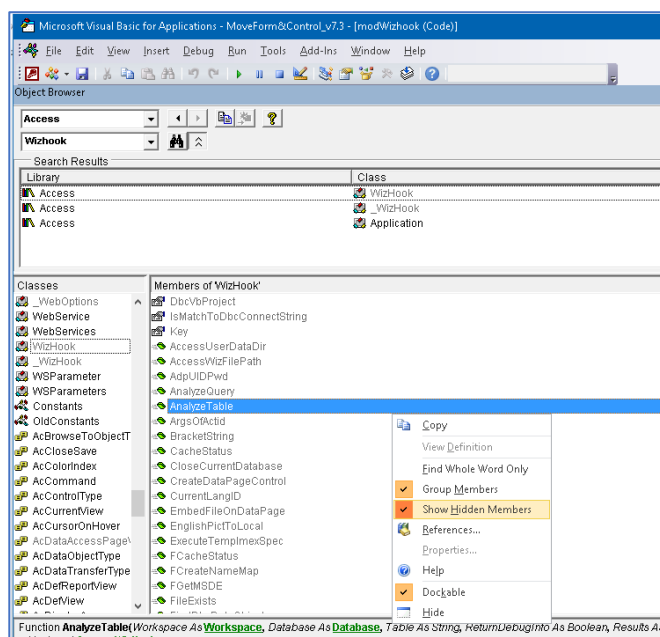 Microsoft Visual Basic for Applications - MoveForm&Control_v7.3 - [modWizhook (Code)]
File Edit View Insert Debug Run Tools Add-Ins Window Help
Object Browser
Access
Wizhook
Search Results
Library Class
Access WizHook
Access _WizHook
Access Application
Classes Members of 'WizHook'
_WebOptions DbcVbProject
WebService IsMatchToDbcConnectString
WebServices Key
WizHook AccessUserDataDir
_WizHook AccessWizFilePath
WSParameter AdpUIDPwd
WSParameters AnalyzeQuery
Constants AnalyzeTable
OldConstants ArgsOfActid
AcBrowseToObjectT BracketString
AcCloseSave CacheStatus
AcColorIndex CloseCurrentDatabase
AcCommand CreateDataPageControl
AcControlType CurrentLangID
AcCurrentView EmbedFileOnDataPage
AcCursorOnHover EnglishPictToLocal
AcDataAccessPage ExecuteTempImexSpec
AcDataObjectType FCacheStatus
AcDataTransferType FCreateNameMap
AcDefReportView FGetMSDE
AcDefView FileExists
Copy
View Definition
Find Whole Word Only
Group Members
Show Hidden Members
References...
Properties...
Help
Dockable
Hide
Function AnalyzeTable(Workspace As Workspace, Database As Database, Table As String, ReturnDebugInfo As Boolean, Results As